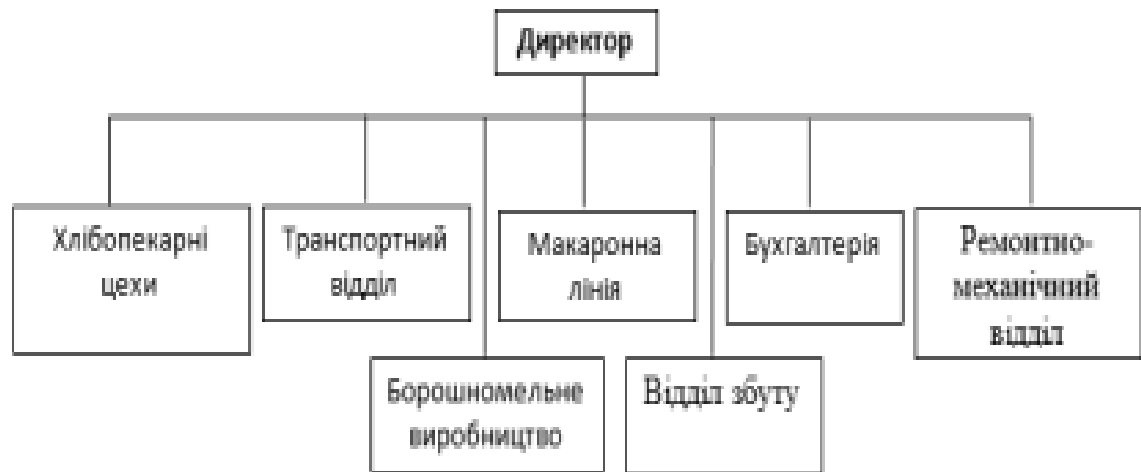 Директор
Хлібопекарні
цехи
Транспортний
відділ
Макаронна
лінія
Бухгалтерія
Ремонтно-
механічний
відділ
Борошномельне
виробництво
Відділ збуту